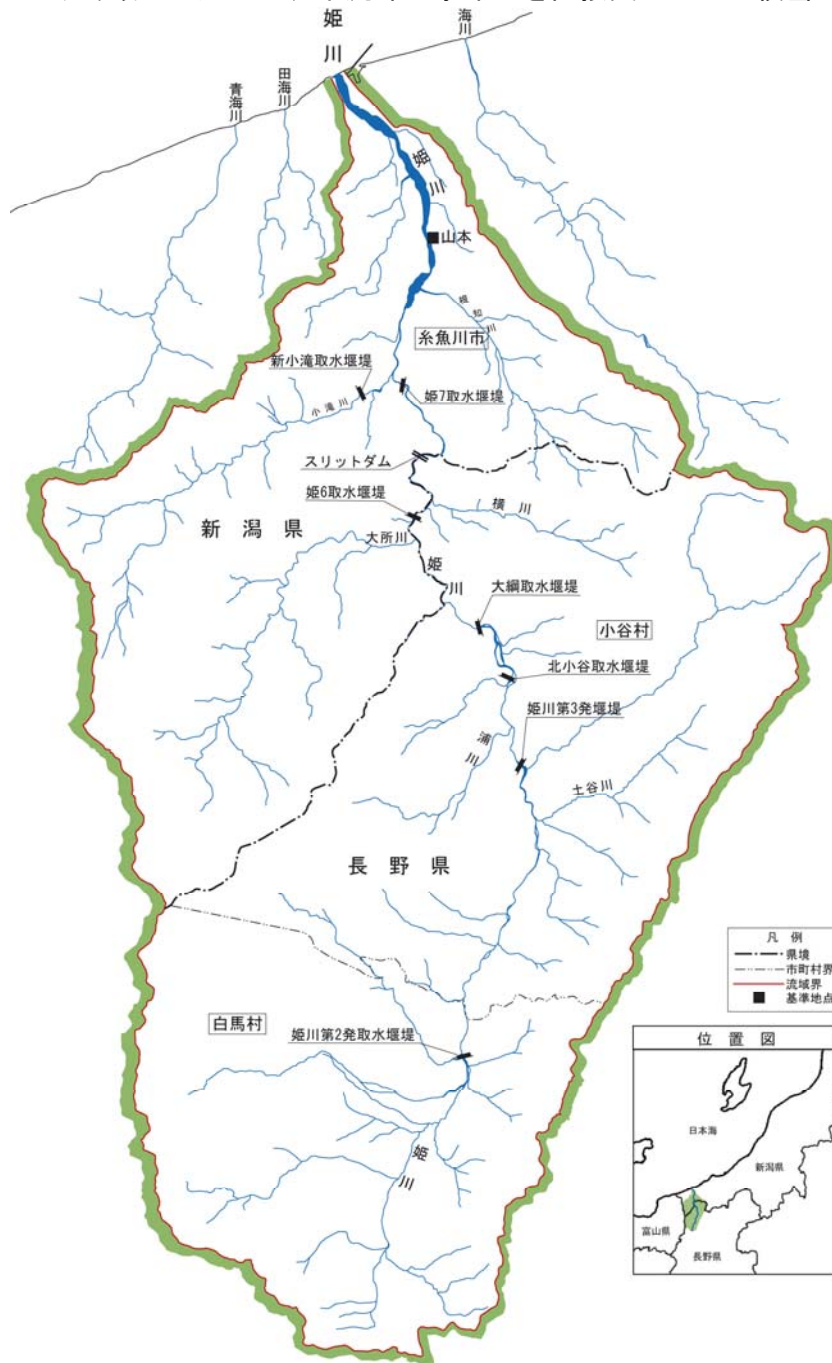 姫川
海川
田海川
青海川
姫川
山本
根知川
糸魚川市
新小滝取水堰堤
姫7取水堰堤
小滝川
スリットダム
姫6取水堰堤
横川
新潟県
大所川
姫川
大綱取水堰堤
小谷村
北小谷取水堰堤
姫川第3発堰堤
浦川
土谷川
長野県
凡例
県境
市町村界
流域界
基準地点
白馬村
姫川第2発取水堰堤
姫川
位置図
日本海
新潟県
富山県
長野県